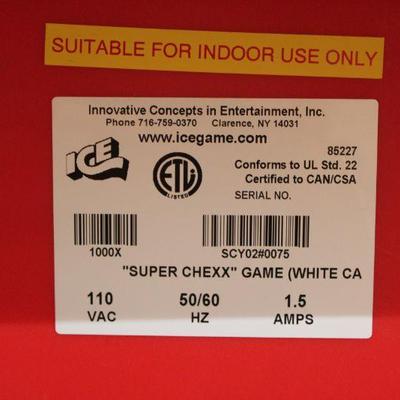 SUITABLE FOR INDOOR USE ONLY
Innovative Concepts in Entertainment, Inc.
Phone 716-759-0370 Clarence, NY 14031
www.icegame.com
85227
ICE
ETL
LISTED
Conforms to UL Std. 22
Certified to CAN/CSA
SERIAL NO.
1000X
SCY02#0075
"SUPER CHEXX" GAME (WHITE CA
110 50/60 1.5
VAC HZ AMPS